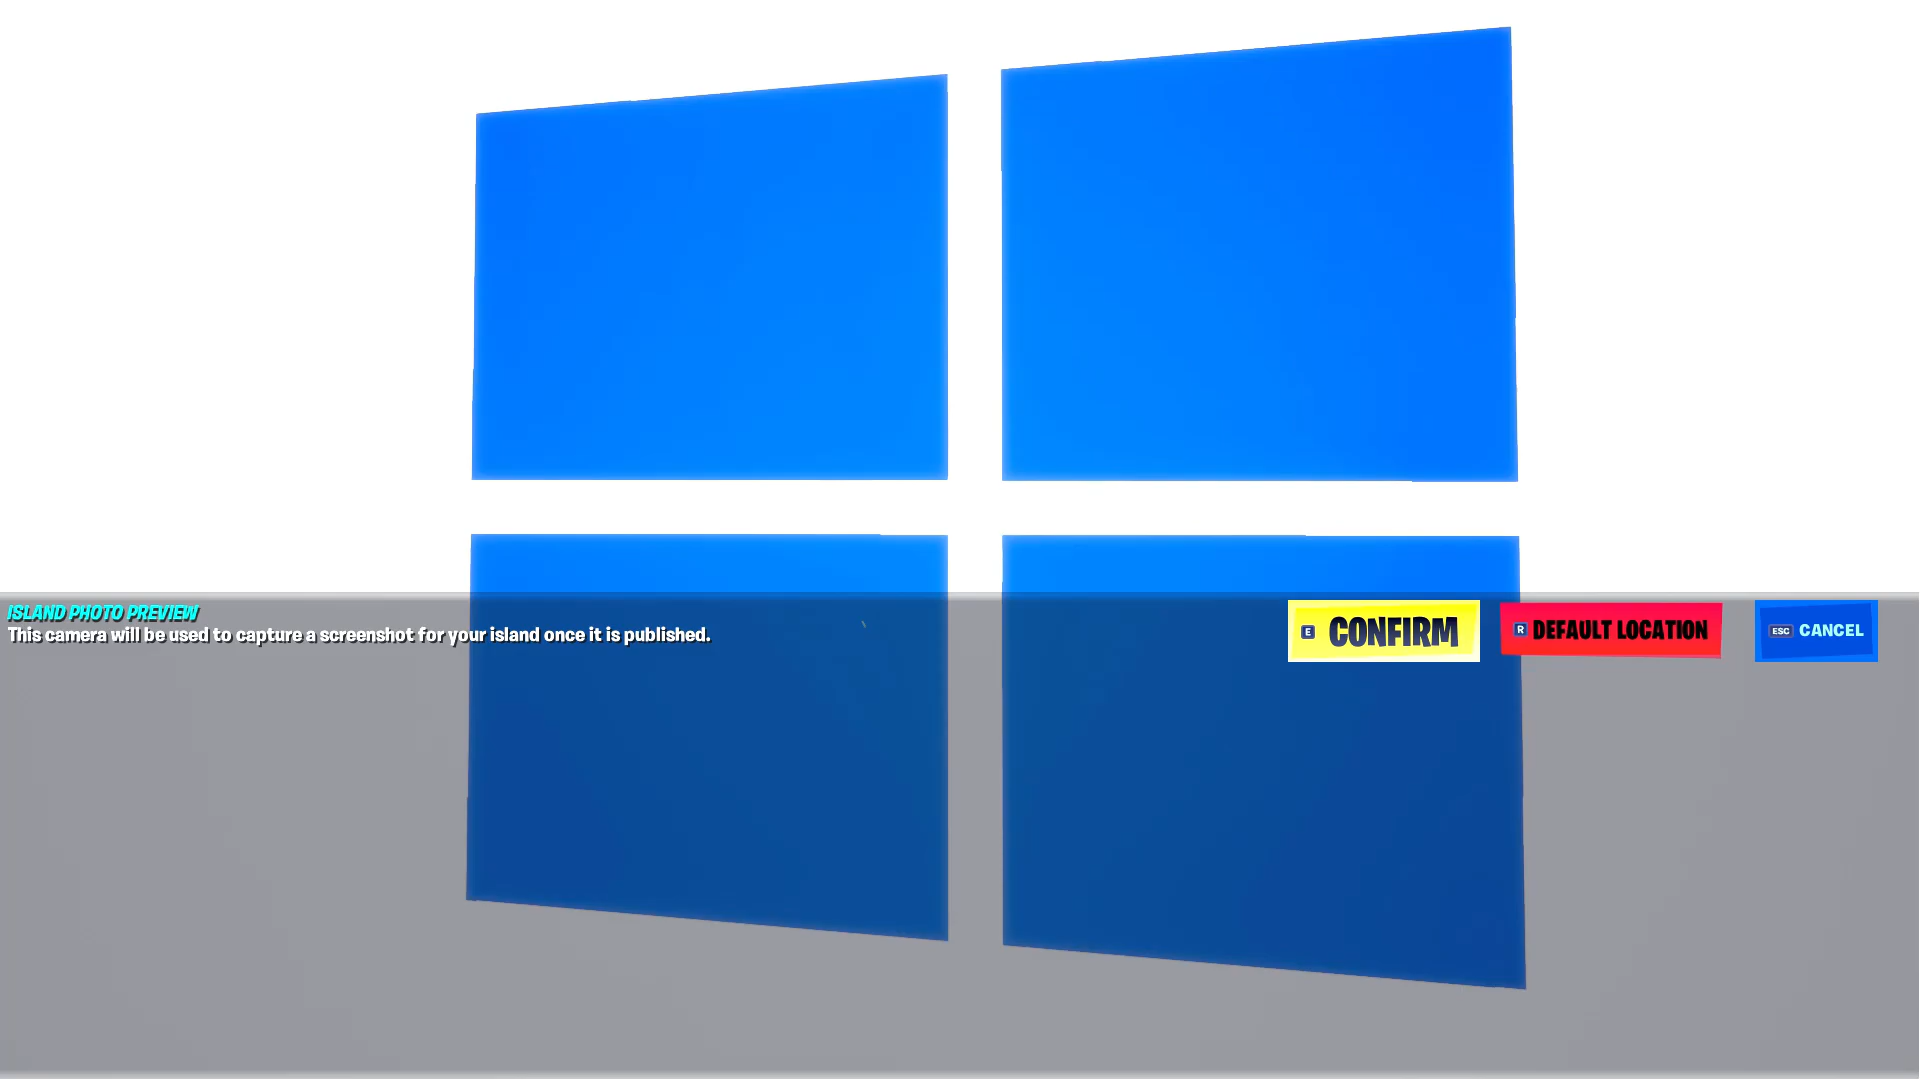 ISLAND PHOTO PREVIEW
This camera will be used to capture a screenshot for your island once it is published.
E CONFIRM
R DEFAULT LOCATION
ESC CANCEL